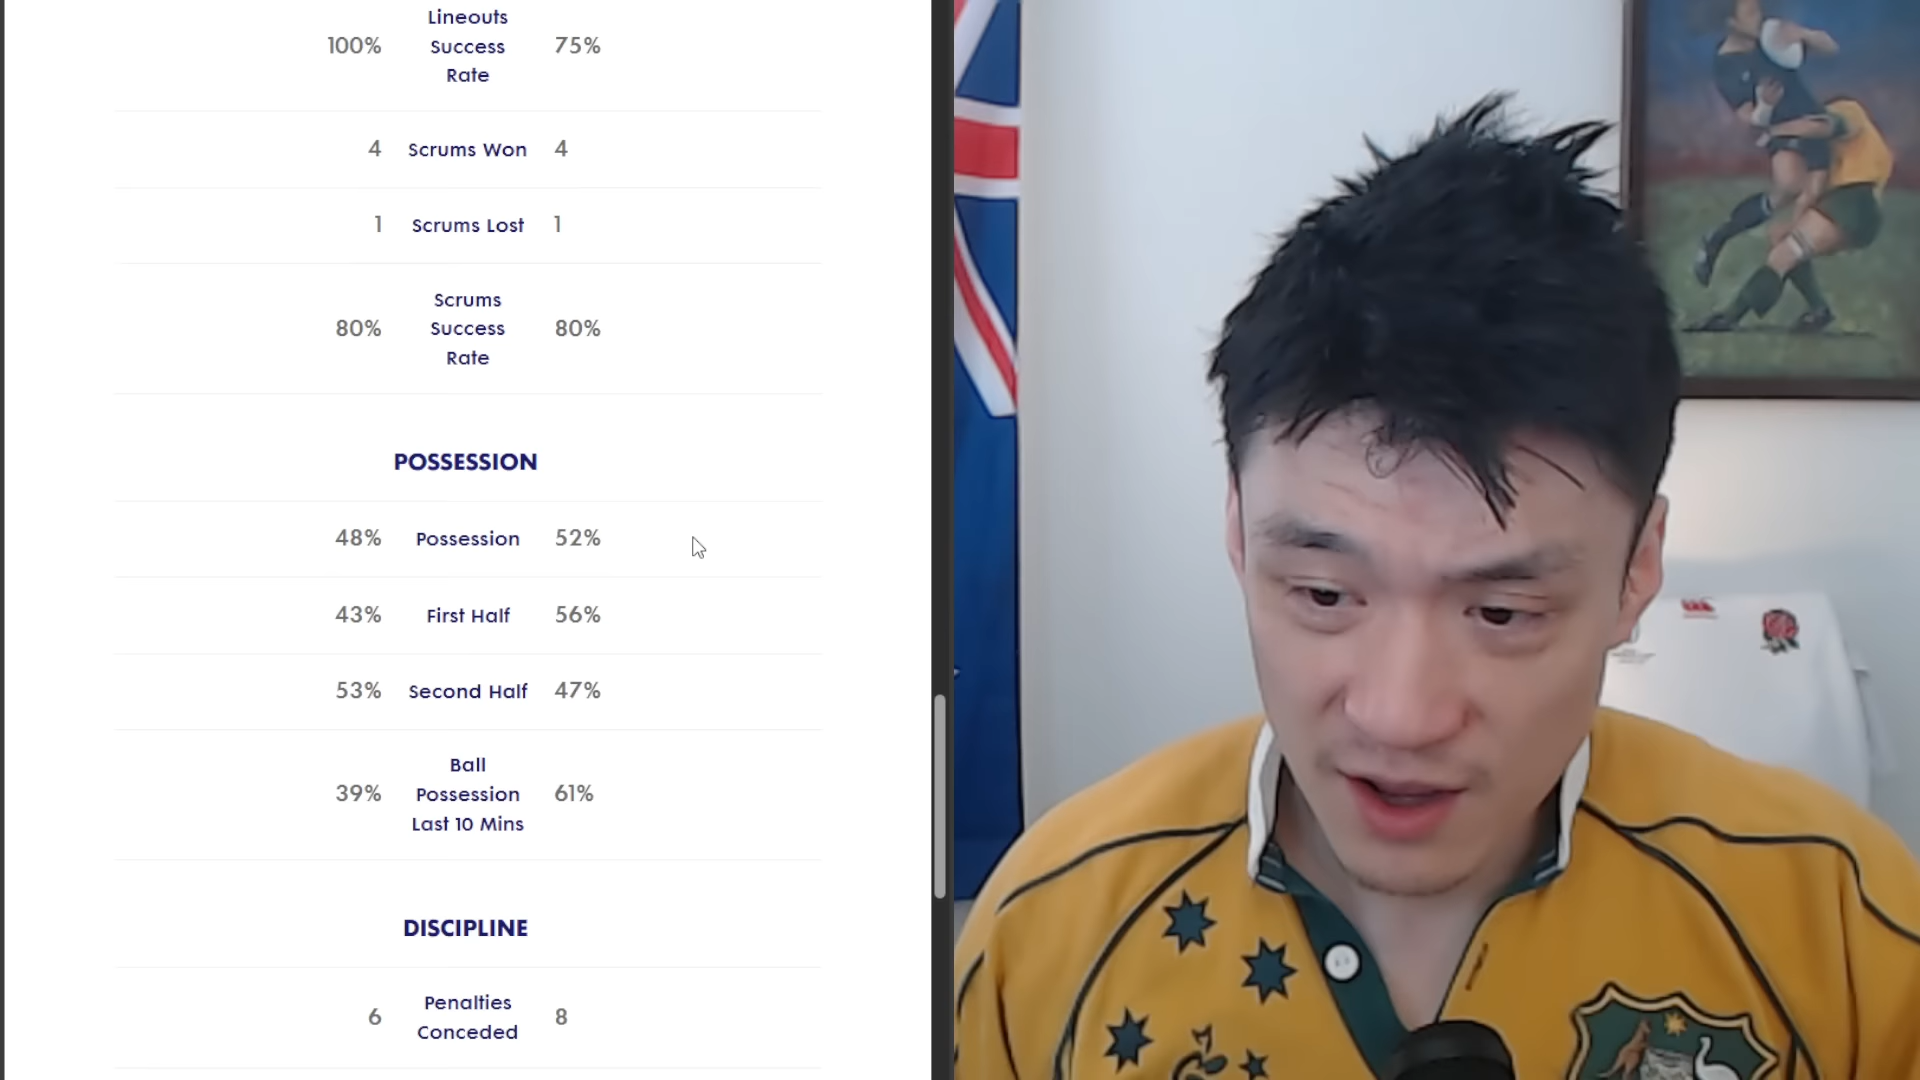 Lineouts
100% Success 75%
Rate
4 Scrums Won 4
1 Scrums Lost 1
Scrums
80% Success 80%
Rate
POSSESSION
48% Possession 52%
43% First Half 56%
53% Second Half 47%
Ball
39% Possession 61%
Last 10 Mins
DISCIPLINE
Penalties
6 8
Conceded